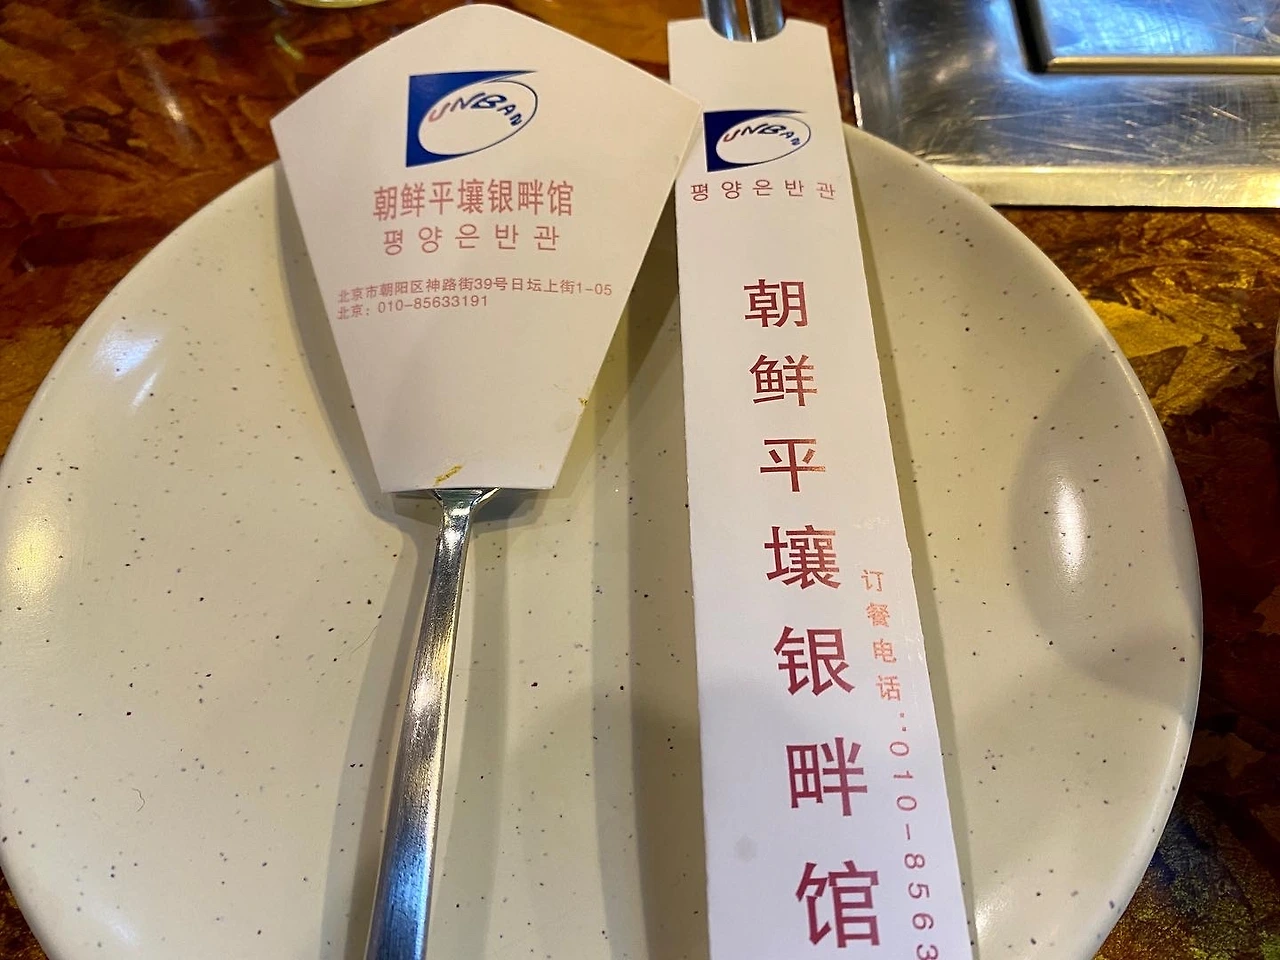 UNBAN
朝鲜平壤银畔馆
평양은반관
北京市朝阳区神路街39号日坛上街1-05
北京：010-85633191
UNBAN
평양은반관
朝鲜平壤银畔馆
订餐电话：010-8563